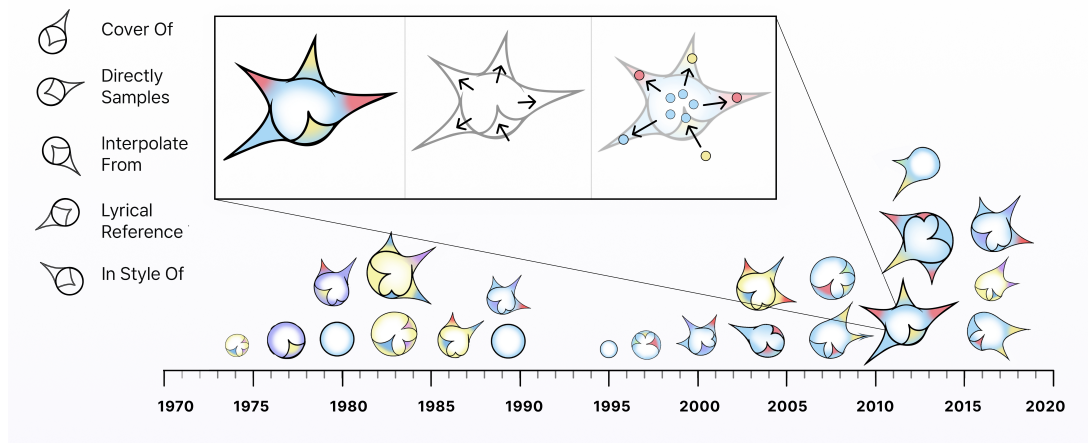 Cover Of
Directly
Samples
Interpolate
From
Lyrical
Reference
In Style Of
1970 1975 1980 1985 1990 1995 2000 2005 2010 2015 2020